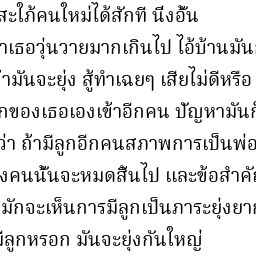 สะใภ้คนใหม่ได้สักที นึ่งอั้น
เธอวุ่นวายมากเกินไป ไอ้บ้านมัน
มันจะยุ่ง สู้ทำเฉยๆ เสียไม่ดีหรือ
ของเธอเองเข้าอีกคน ปัญหามันก็
ว่า ถ้ามีลูกอีกคนสภาพการเป็นพ่อ
คนนั้นจะหมดสิ้นไป และข้อสำคั
มักจะเห็นการมีลูกเป็นภาระยุ่งยา
มีลูกหรอก มันจะยุ่งกันใหญ่